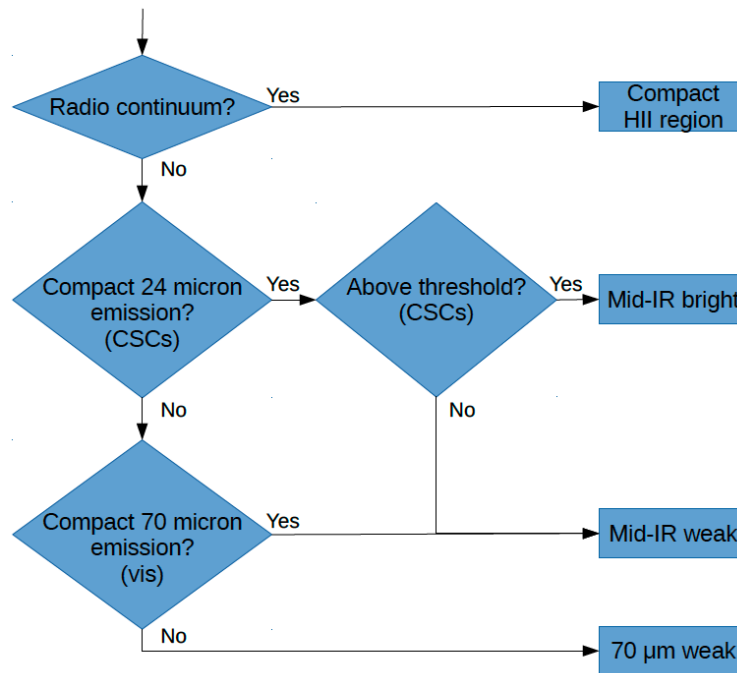 Radio continuum?
Yes
Compact
HII region
No
Compact 24 micron
emission?
(CSCs)
Yes
Above threshold?
(CSCs)
Yes
Mid-IR bright
No
No
Compact 70 micron
emission?
(vis)
Yes
Mid-IR weak
No
70 µm weak